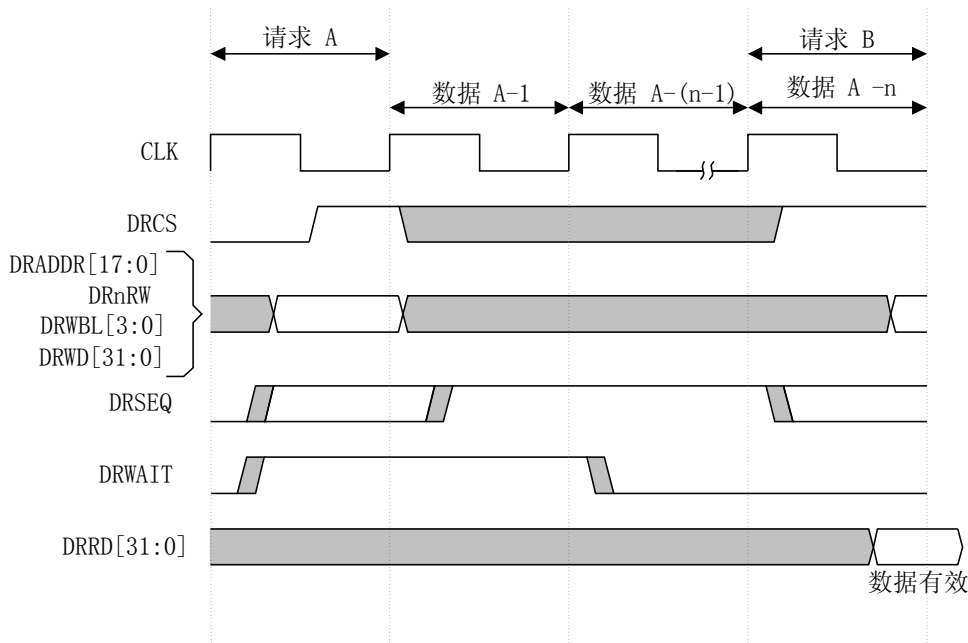 请求 A
请求 B
数据 A-1
数据 A-(n-1)
数据 A -n
CLK
DRCS
DRADDR[17:0]
DRnRW
DRWBL[3:0]
DRWD[31:0]
DRSEQ
DRWAIT
DRRD[31:0]
数据有效